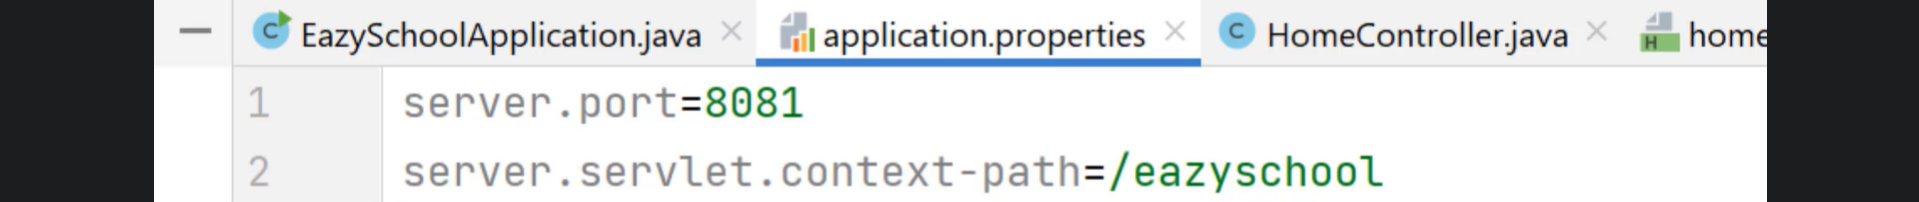 EazySchoolApplication.java application.properties HomeController.java home
1 server.port=8081
2 server.servlet.context-path=/eazyschool